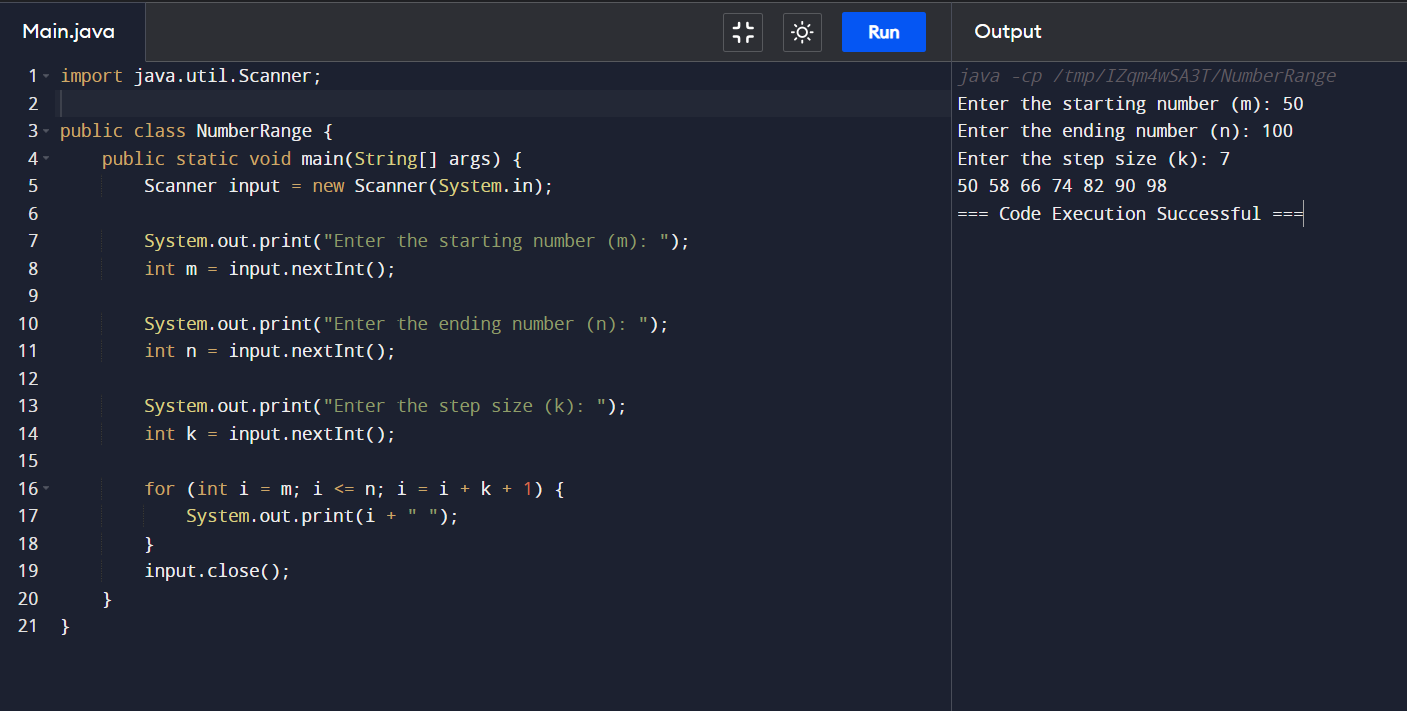 Main.java
Run
Output
1 import java.util.Scanner;
2
3 public class NumberRange {
4     public static void main(String[] args) {
5         Scanner input = new Scanner(System.in);
6
7         System.out.print("Enter the starting number (m): ");
8         int m = input.nextInt();
9
10         System.out.print("Enter the ending number (n): ");
11         int n = input.nextInt();
12
13         System.out.print("Enter the step size (k): ");
14         int k = input.nextInt();
15
16         for (int i = m; i <= n; i = i + k + 1) {
17             System.out.print(i + " ");
18         }
19         input.close();
20     }
21 }
java -cp /tmp/IZqm4wSA3T/NumberRange
Enter the starting number (m): 50
Enter the ending number (n): 100
Enter the step size (k): 7
50 58 66 74 82 90 98
=== Code Execution Successful ===